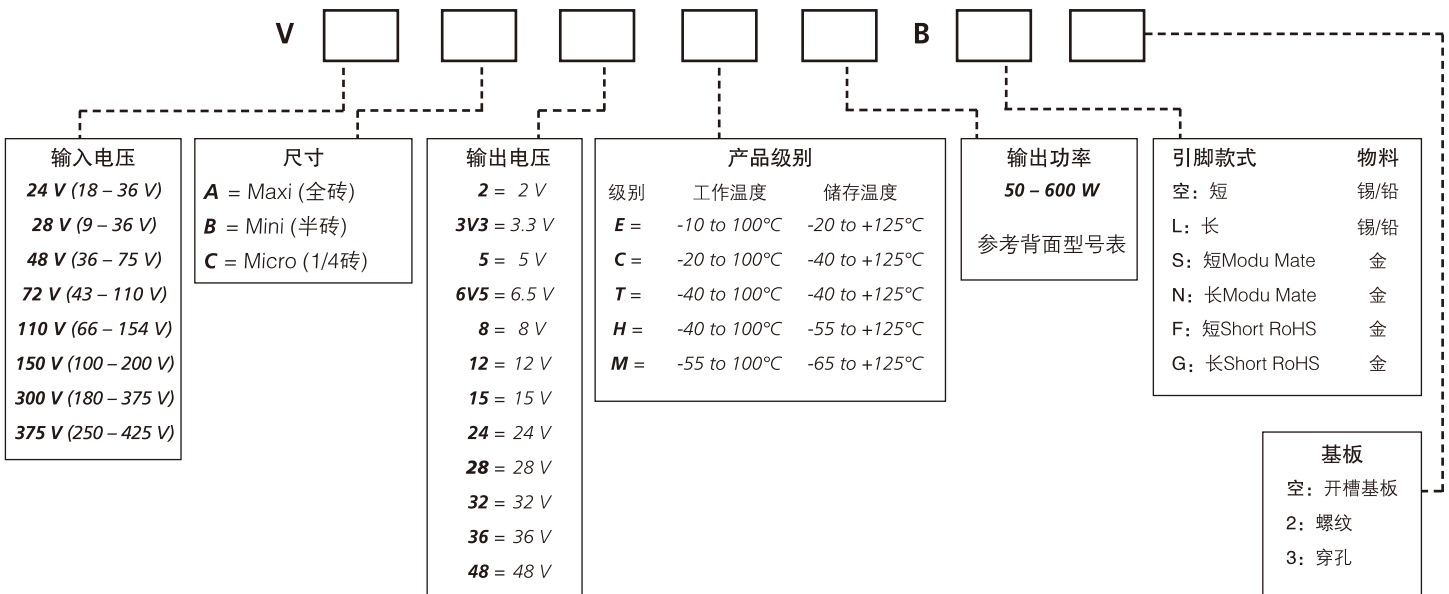 V B
输入电压
24 V (18 – 36 V)
28 V (9 – 36 V)
48 V (36 – 75 V)
72 V (43 – 110 V)
110 V (66 – 154 V)
150 V (100 – 200 V)
300 V (180 – 375 V)
375 V (250 – 425 V)
尺寸
A = Maxi (全砖)
B = Mini (半砖)
C = Micro (1/4砖)
输出电压
2 = 2 V
3V3 = 3.3 V
5 = 5 V
6V5 = 6.5 V
8 = 8 V
12 = 12 V
15 = 15 V
24 = 24 V
28 = 28 V
32 = 32 V
36 = 36 V
48 = 48 V
产品级别
级别 工作温度 储存温度
E = -10 to 100°C -20 to +125°C
C = -20 to 100°C -40 to +125°C
T = -40 to 100°C -40 to +125°C
H = -40 to 100°C -55 to +125°C
M = -55 to 100°C -65 to +125°C
输出功率
50 – 600 W
参考背面型号表
引脚款式 物料
空: 短 锡/铅
L: 长 锡/铅
S: 短Modu Mate 金
N: 长Modu Mate 金
F: 短Short RoHS 金
G: 长Short RoHS 金
基板
空: 开槽基板
2: 螺纹
3: 穿孔